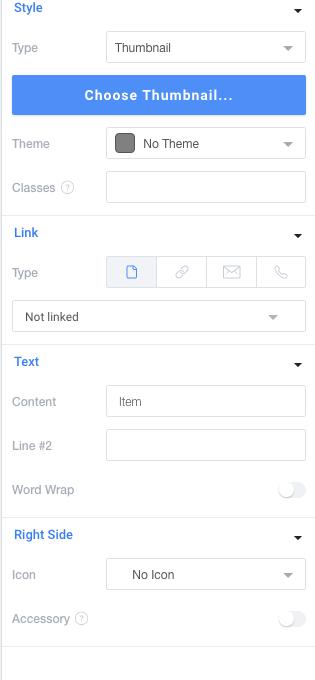 Style
Type Thumbnail
Choose Thumbnail...
Theme No Theme
Classes ?
Link
Type
Not linked
Text
Content Item
Line #2
Word Wrap
Right Side
Icon No Icon
Accessory ?